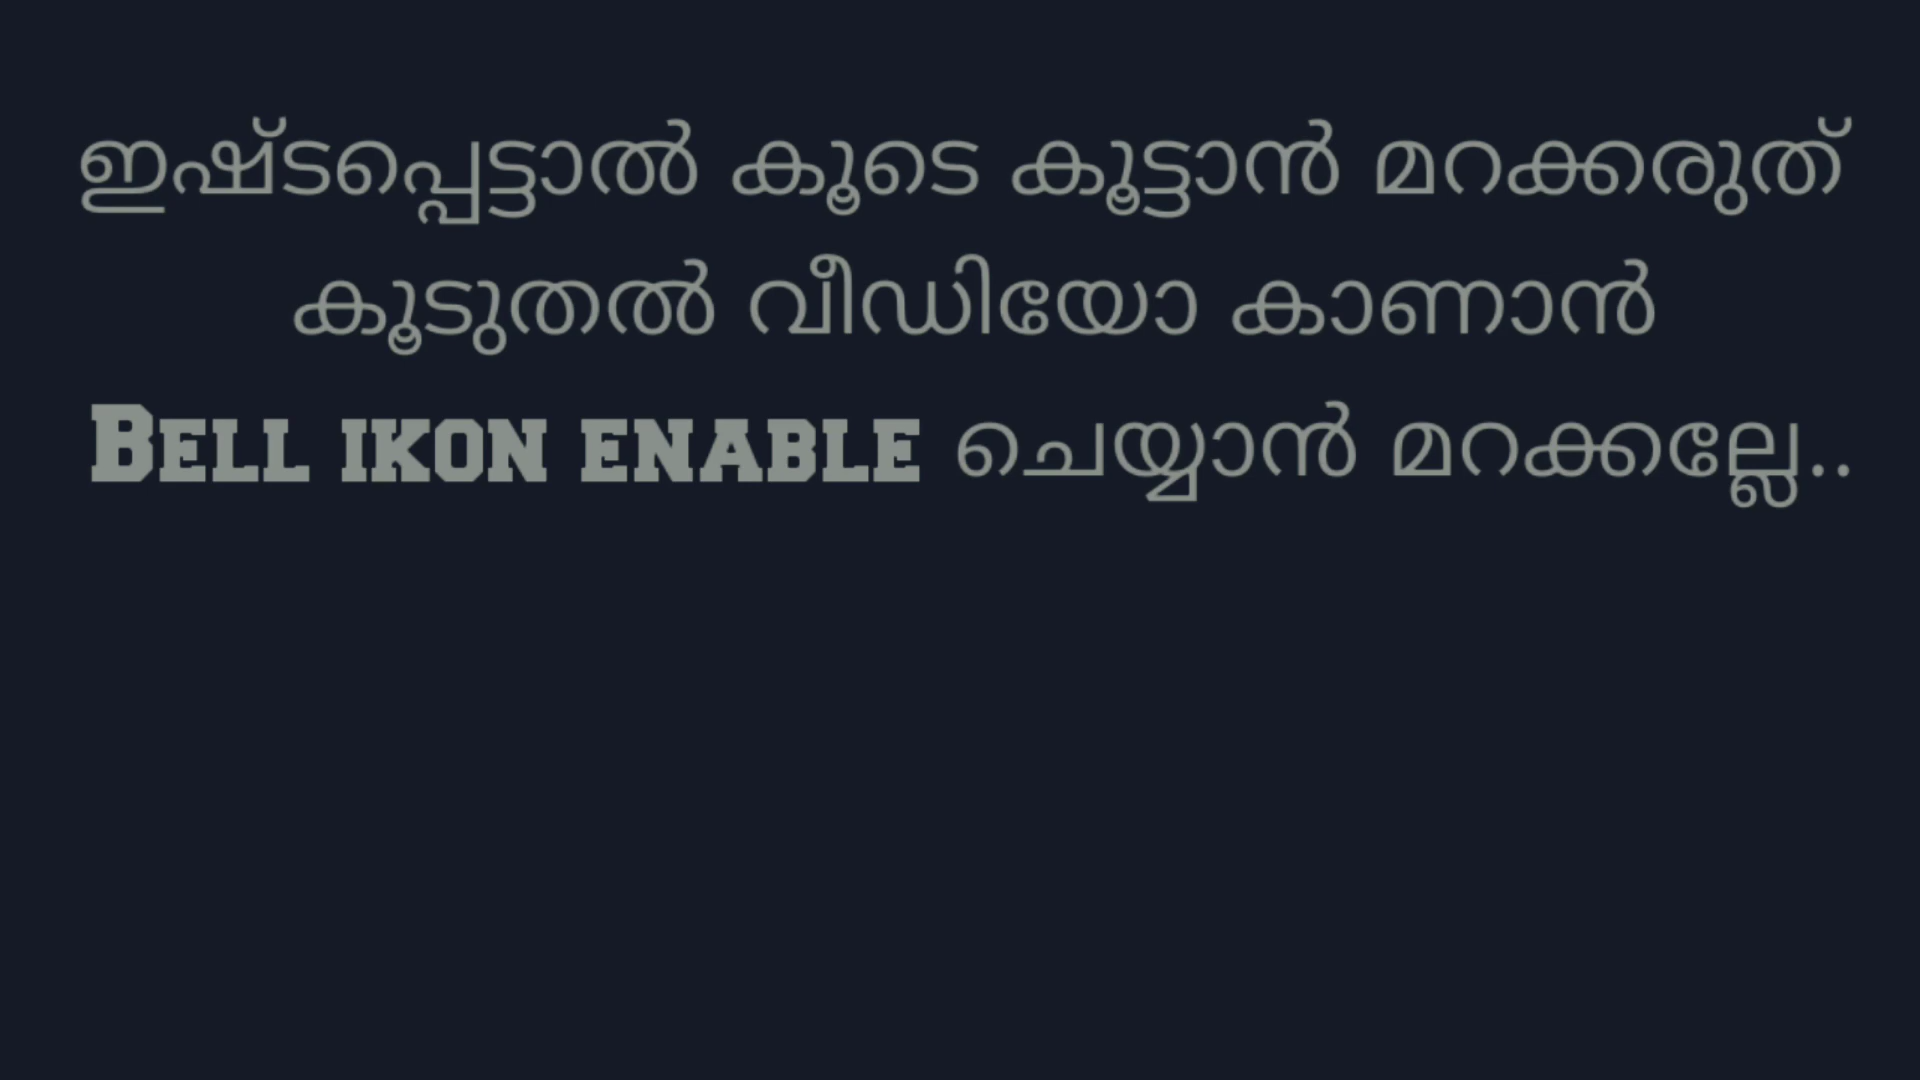 ഇഷ്ടപ്പെട്ടാൽ കൂടെ കൂട്ടാൻ മറക്കരുത്
കൂടുതൽ വീഡിയോ കാണാൻ
Bell ikon enable ചെയ്യാൻ മറക്കല്ലേ..